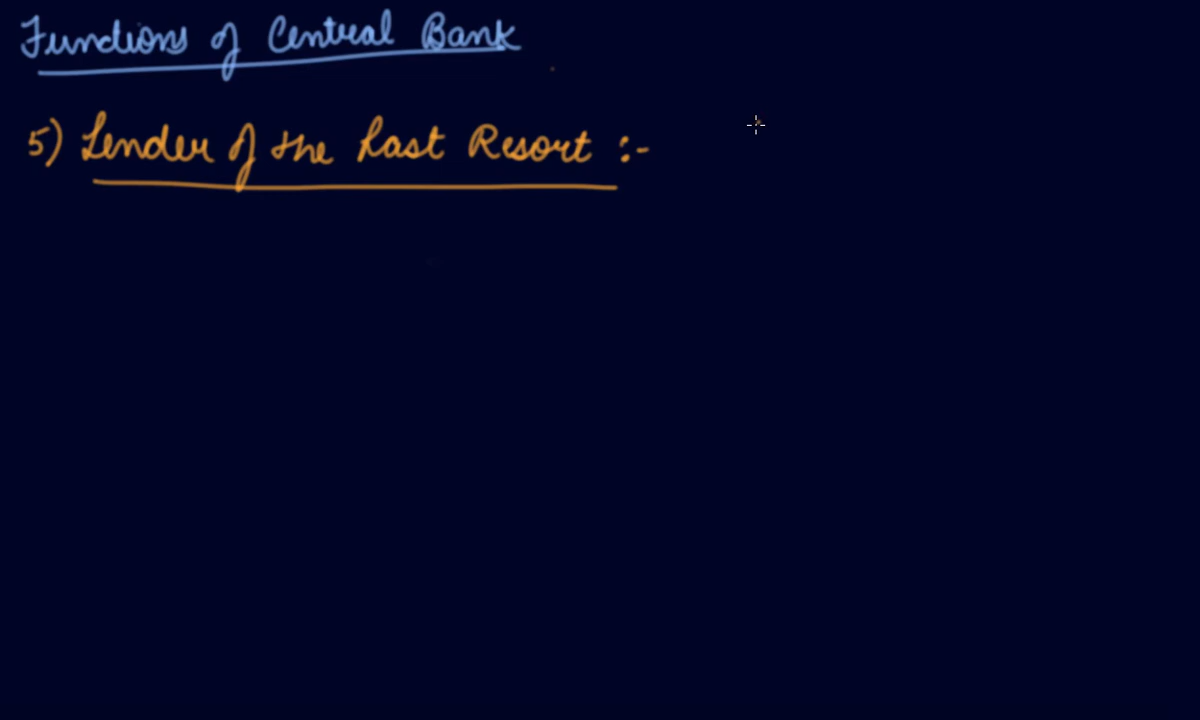 Functions of Central Bank
5) Lender of the Last Resort :-